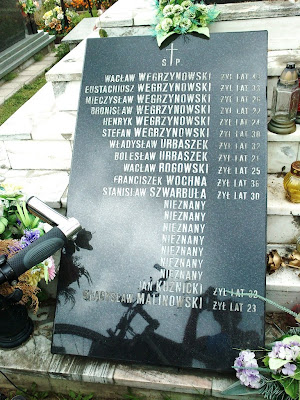 Ś P
WACŁAW WĘGRZYNOWSKI ŻYŁ LAT
EUSTACHIUSZ WĘGRZYNOWSKI ŻYŁ LAT
MIECZYSŁAW WĘGRZYNOWSKI ŻYŁ LAT
BRONISŁAW WĘGRZYNOWSKI ŻYŁ LAT
HENRYK WĘGRZYNOWSKI ŻYŁ LAT 24
STEFAN WĘGRZYNOWSKI ŻYŁ LAT
WŁADYSŁAW URBASZEK ŻYŁ LAT 32
BOLESŁAW URBASZEK ŻYŁ LAT 21
WACŁAW ROGOWSKI ŻYŁ LAT 25
FRANCISZEK WOCHNA ŻYŁ LAT 36
STANISŁAW SZWARBUŁA ŻYŁ LAT 30
NIEZNANY
NIEZNANY
NIEZNANY
NIEZNANY
NIEZNANY
NIEZNANY
NIEZNANY
JAN KUŹNICKI ŻYŁ LAT 32
STANISŁAW MALINOWSKI ŻYŁ LAT 23